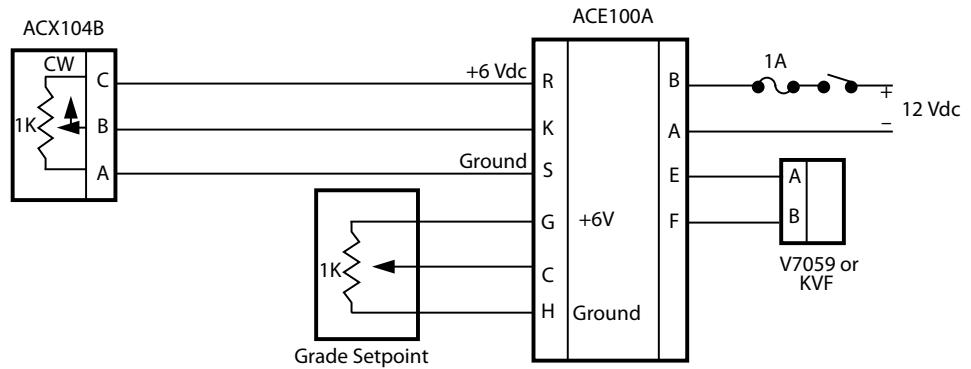 ACX104B
ACE100A
CW
1K
C
B
A
+6 Vdc
Ground
R
K
S
G
C
H
+6V
Ground
B
A
E
F
1A
+
12 Vdc
–
A
B
V7059 or
KVF
1K
Grade Setpoint